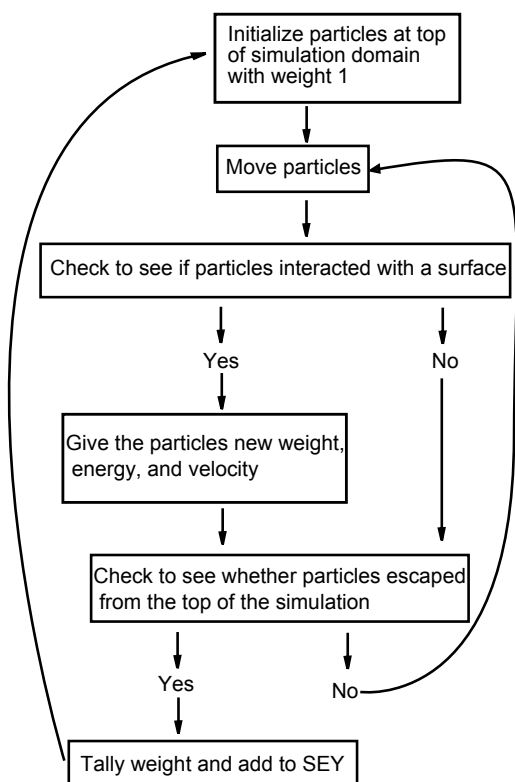 Initialize particles at top
of simulation domain
with weight 1
Move particles
Check to see if particles interacted with a surface
Yes
No
Give the particles new weight,
energy, and velocity
Check to see whether particles escaped
from the top of the simulation
Yes
No
Tally weight and add to SEY